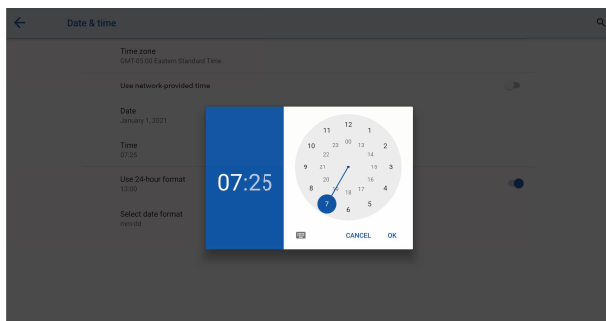 Date & time
Time zone
GMT-05:00 Eastern Standard Time
Use network-provided time
Date
January 1, 2021
Time
07:25
Use 24-hour format
13:00
Select date format
mm-dd
07:25
12
11 1
00
23 13
10 2
22 14
9 21 15 3
20 16
8 19 17 4
18
7 5
6
CANCEL OK